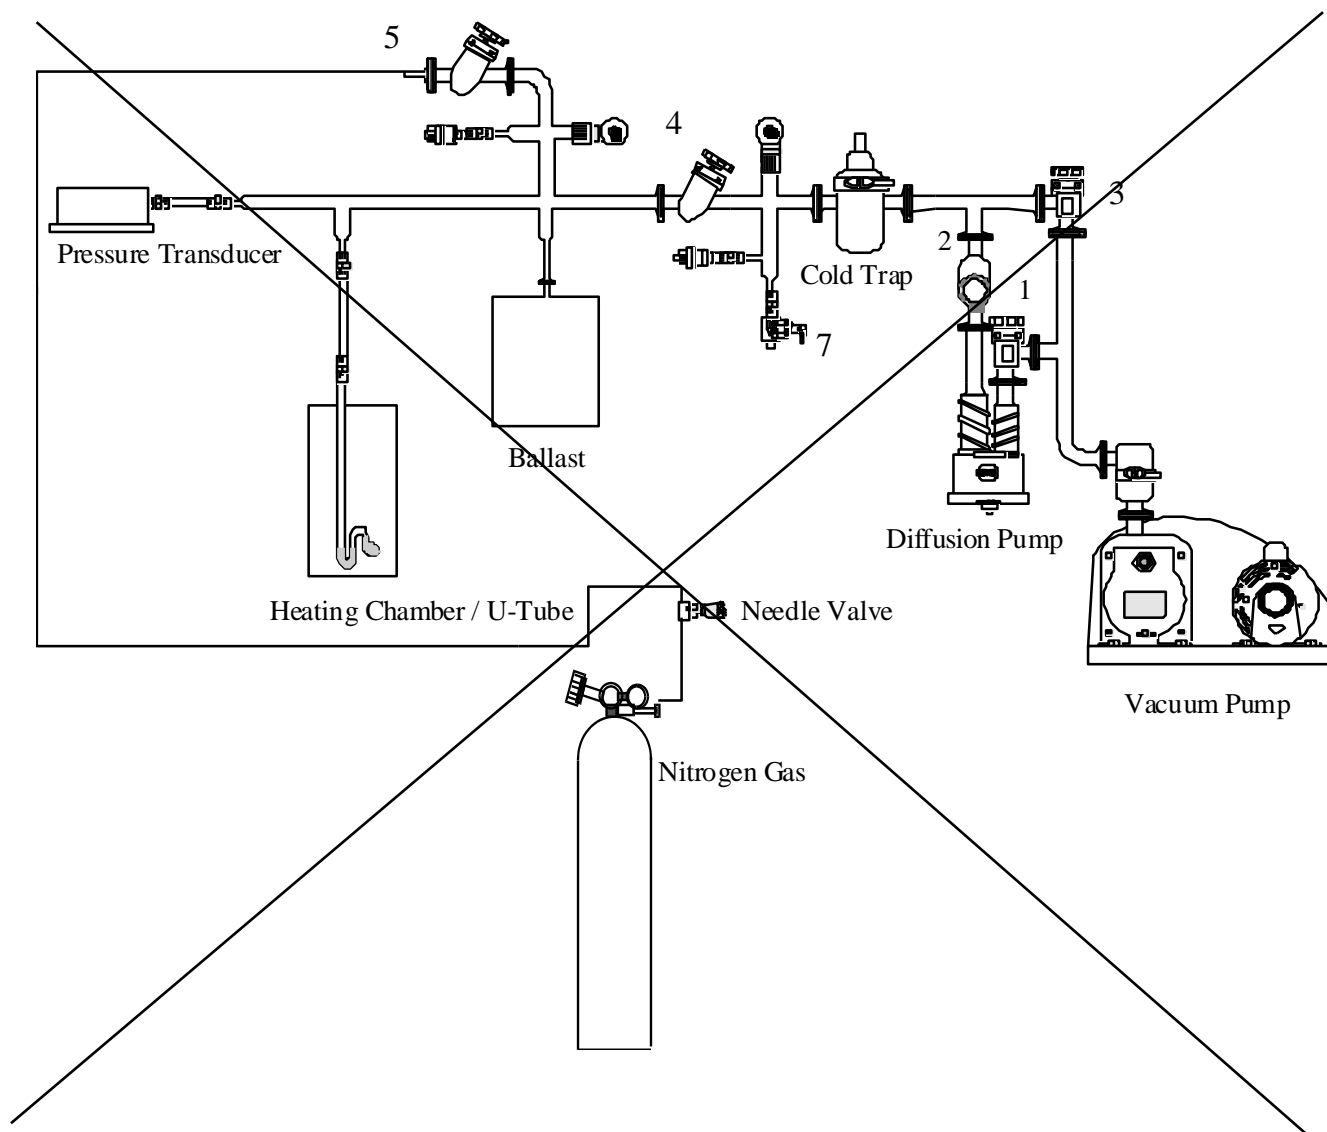 5
4
3
Pressure Transducer
2
Cold Trap
1
7
Ballast
Diffusion Pump
Heating Chamber / U-Tube
Needle Valve
Vacuum Pump
Nitrogen Gas